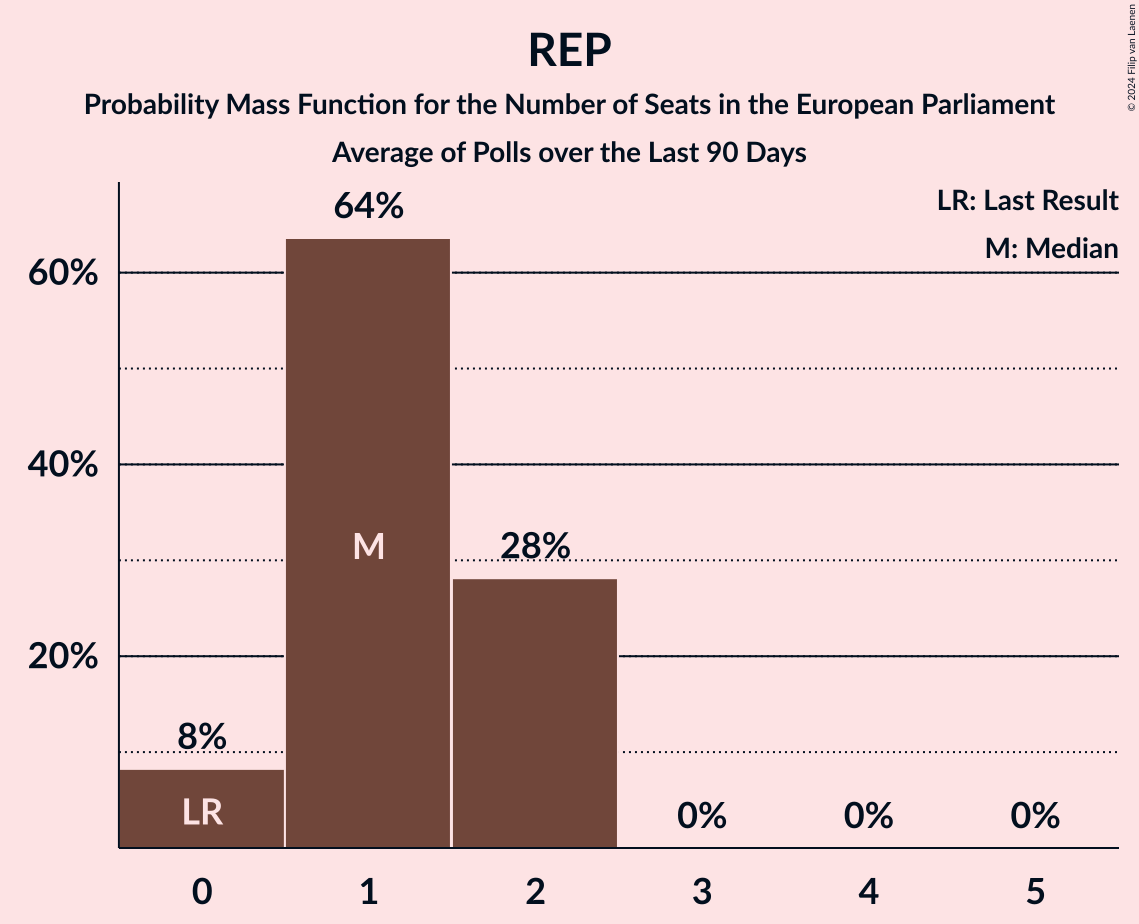 REP
Probability Mass Function for the Number of Seats in the European Parliament
Average of Polls over the Last 90 Days
© 2024 Filip van Laenen
LR: Last Result
M: Median
64%
60%
40%
M
28%
20%
8%
LR
0%
0%
0%
0
1
2
3
4
5